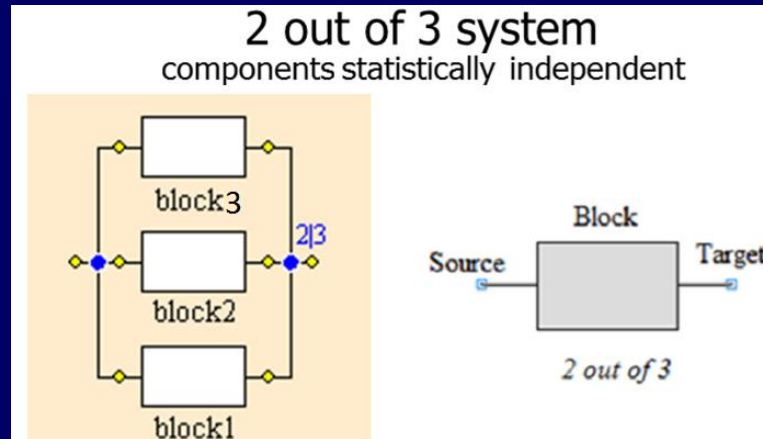 2 out of 3 system
components statistically independent
block3
2|3
block2
block1
Block
Source
Target
2 out of 3